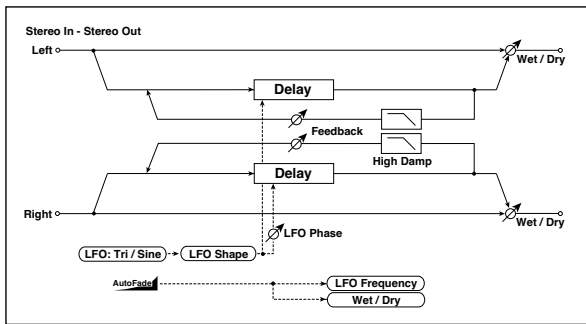 Stereo In - Stereo Out
Left
Wet / Dry
Delay
Feedback
High Damp
Delay
LFO Phase
Right
Wet / Dry
LFO: Tri / Sine
LFO Shape
AutoFade
LFO Frequency
Wet / Dry